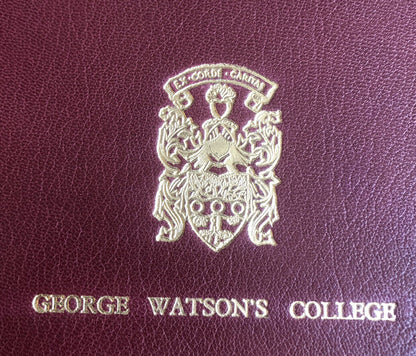 EX · CORDE · CARITAS
GEORGE WATSON'S COLLEGE